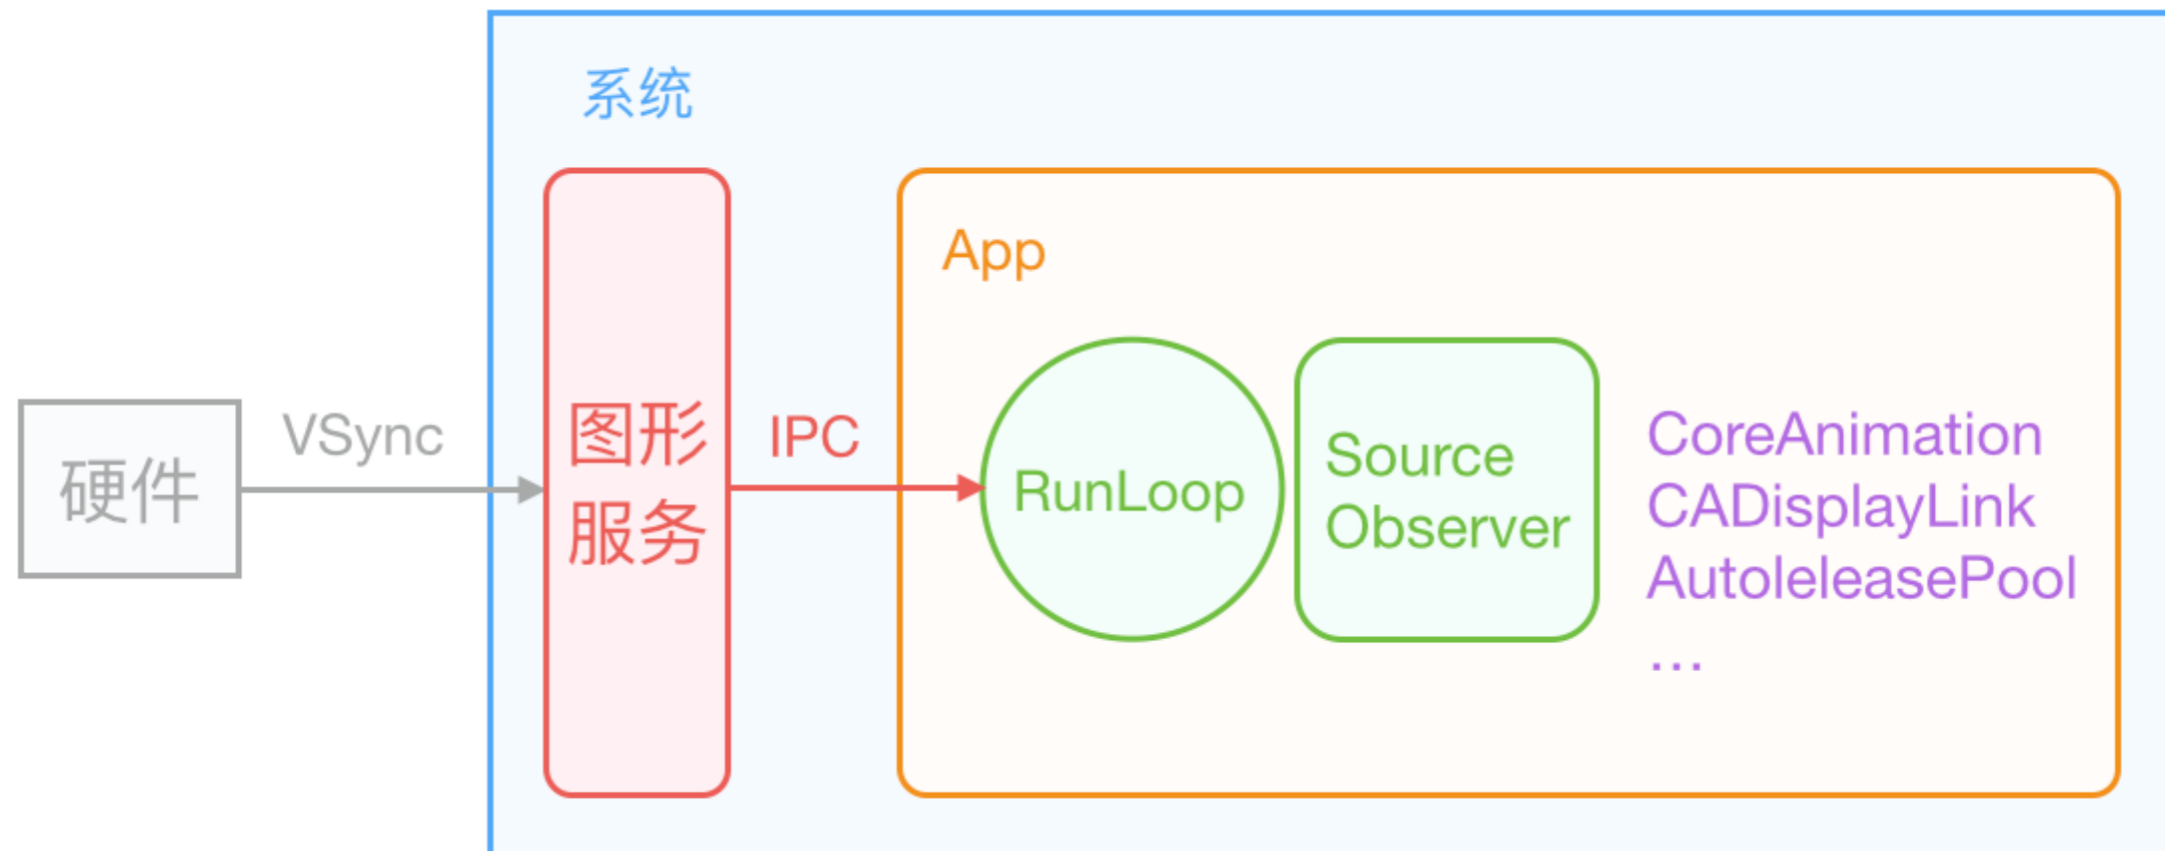 系统
App
硬件
VSync
图形
服务
IPC
RunLoop
Source
Observer
CoreAnimation
CADisplayLink
AutoleleasePool
...